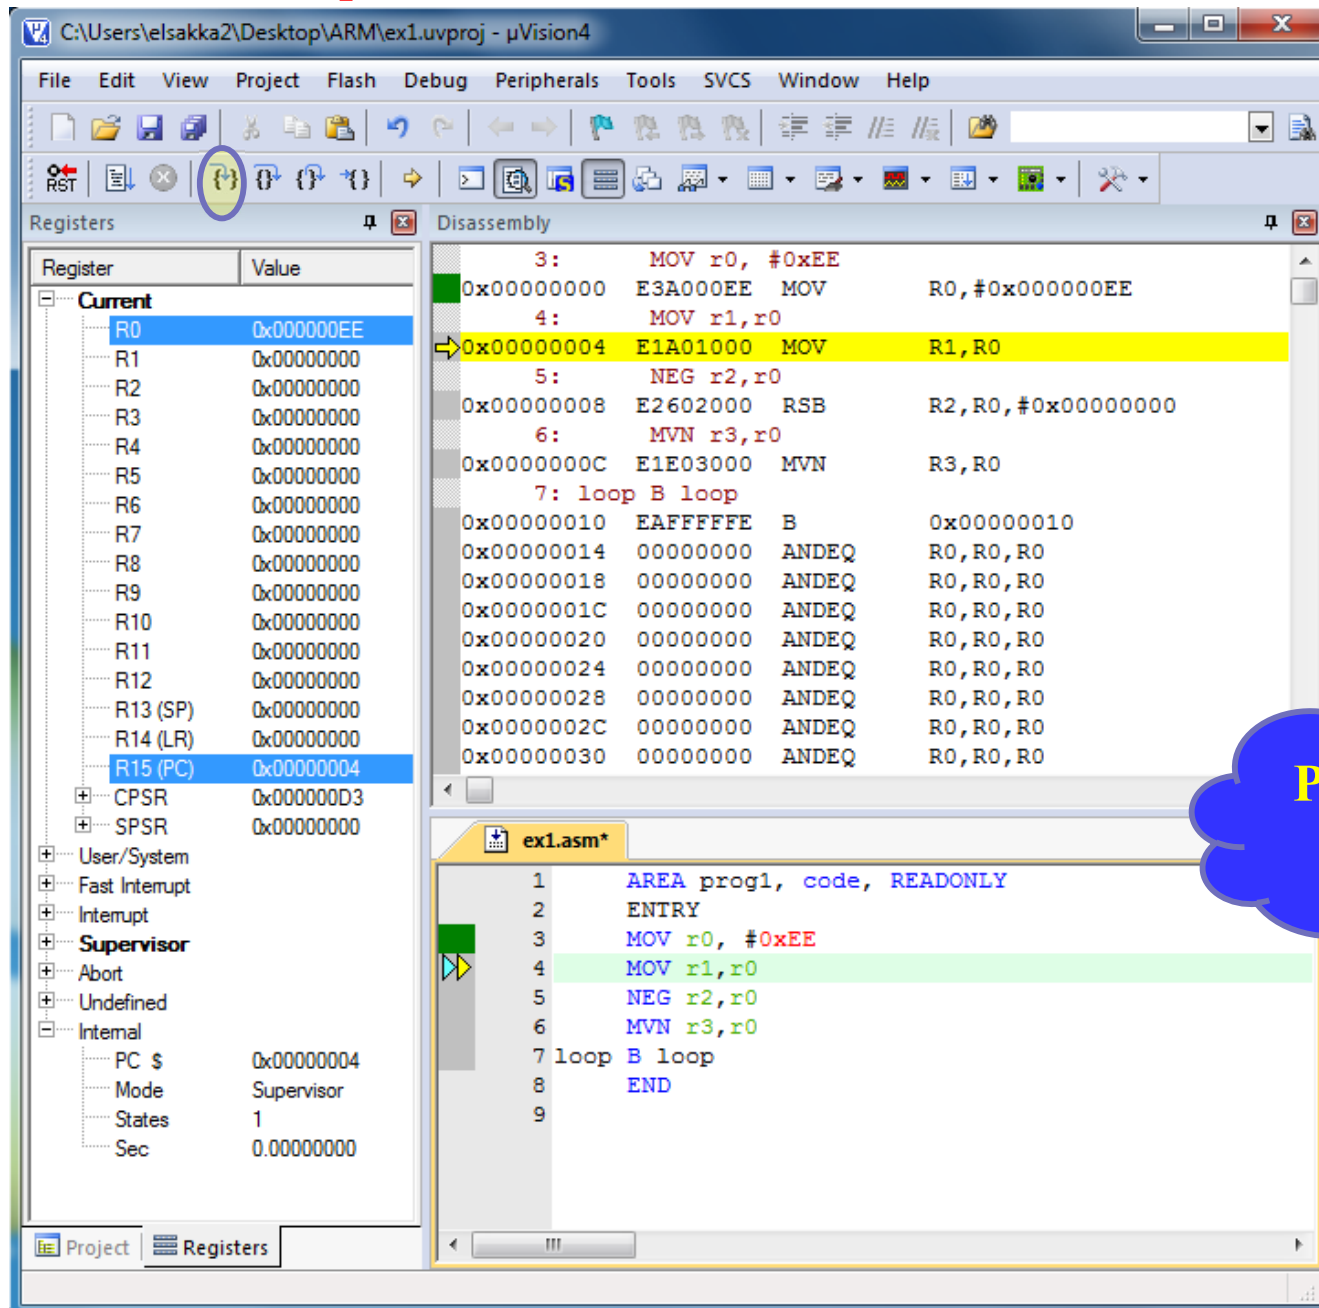 C:\Users\elsakka2\Desktop\ARM\ex1.uvproj - µVision4
File Edit View Project Flash Debug Peripherals Tools SVCS Window Help
RST
Registers
Register Value
Current
R0 0x000000EE
R1 0x00000000
R2 0x00000000
R3 0x00000000
R4 0x00000000
R5 0x00000000
R6 0x00000000
R7 0x00000000
R8 0x00000000
R9 0x00000000
R10 0x00000000
R11 0x00000000
R12 0x00000000
R13 (SP) 0x00000000
R14 (LR) 0x00000000
R15 (PC) 0x00000004
CPSR 0x000000D3
SPSR 0x00000000
User/System
Fast Interrupt
Interrupt
Supervisor
Abort
Undefined
Internal
PC $ 0x00000004
Mode Supervisor
States 1
Sec 0.00000000
Project Registers
Disassembly
3: MOV r0, #0xEE
0x00000000 E3A000EE MOV R0,#0x000000EE
4: MOV r1,r0
0x00000004 E1A01000 MOV R1,R0
5: NEG r2,r0
0x00000008 E2602000 RSB R2,R0,#0x00000000
6: MVN r3,r0
0x0000000C E1E03000 MVN R3,R0
7: loop B loop
0x00000010 EAFFFFFE B 0x00000010
0x00000014 00000000 ANDEQ R0,R0,R0
0x00000018 00000000 ANDEQ R0,R0,R0
0x0000001C 00000000 ANDEQ R0,R0,R0
0x00000020 00000000 ANDEQ R0,R0,R0
0x00000024 00000000 ANDEQ R0,R0,R0
0x00000028 00000000 ANDEQ R0,R0,R0
0x0000002C 00000000 ANDEQ R0,R0,R0
0x00000030 00000000 ANDEQ R0,R0,R0
P
ex1.asm*
1 AREA prog1, code, READONLY
2 ENTRY
3 MOV r0, #0xEE
4 MOV r1,r0
5 NEG r2,r0
6 MVN r3,r0
7 loop B loop
8 END
9